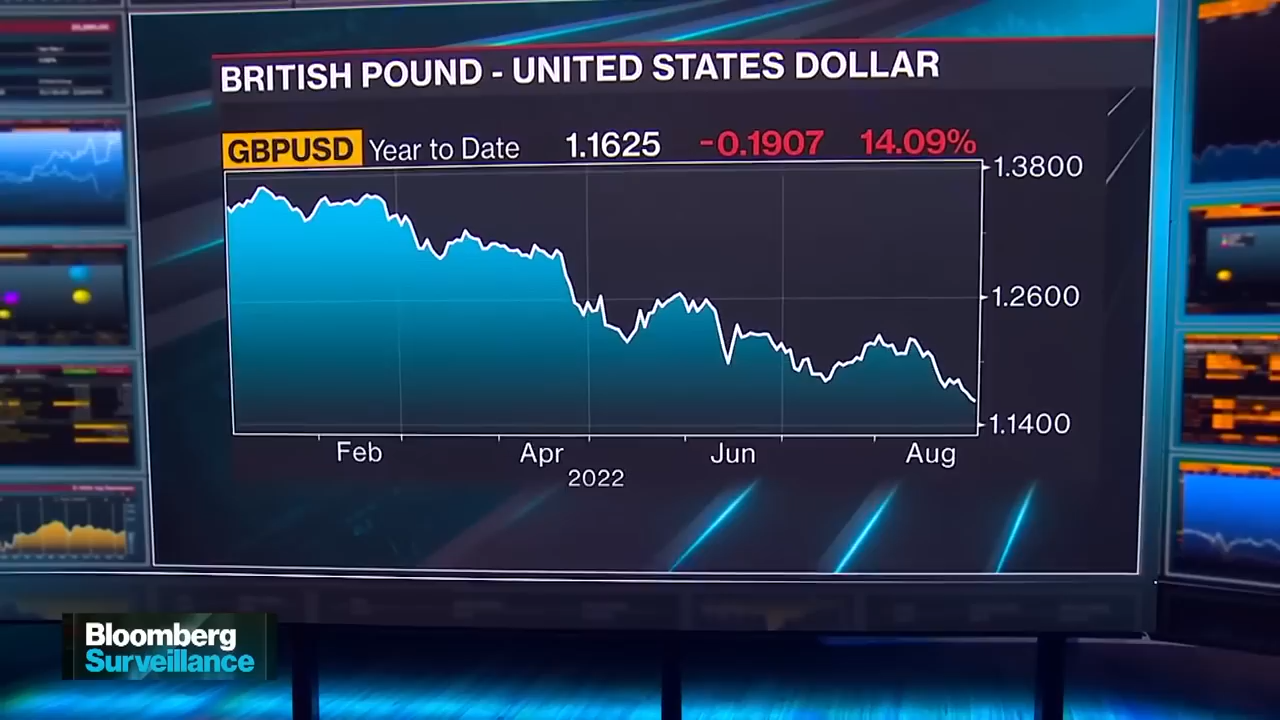 BRITISH POUND - UNITED STATES DOLLAR
GBPUSD Year to Date 1.1625 -0.1907 14.09%
1.3800
1.2600
1.1400
Feb Apr Jun Aug
2022
Bloomberg
Surveillance